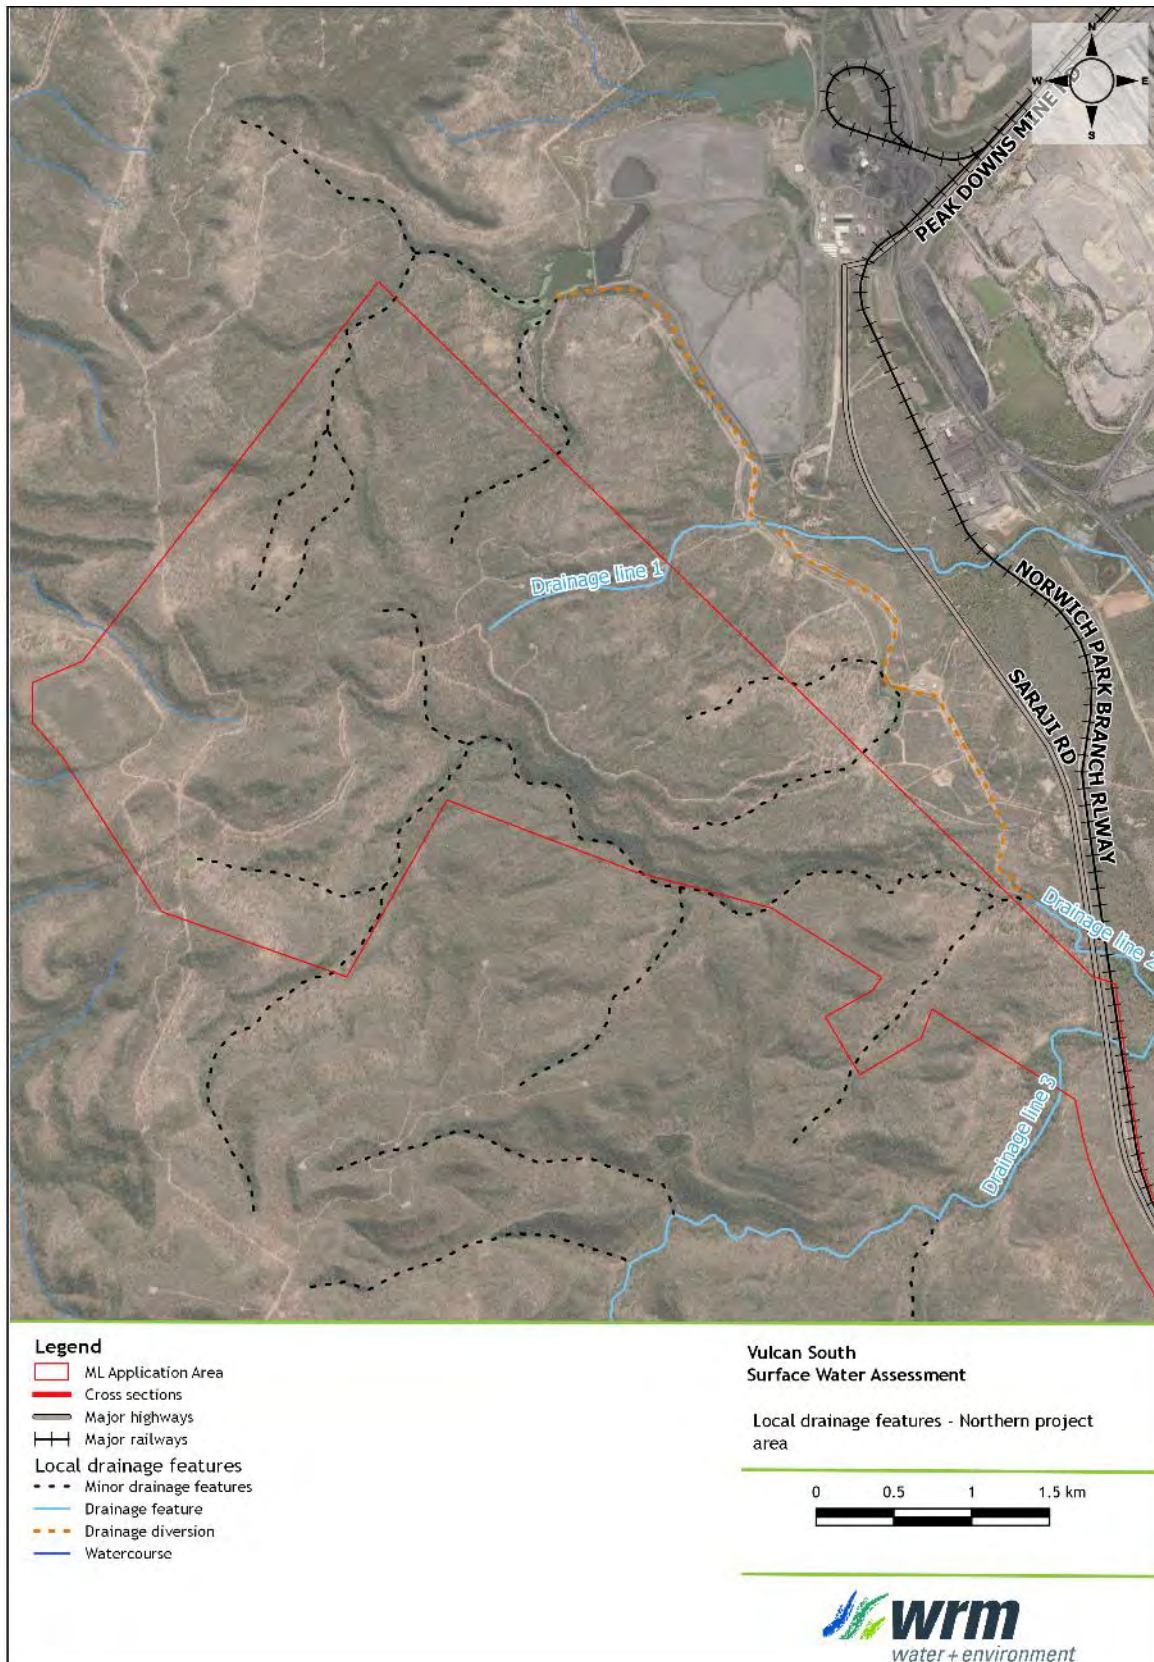 N
W
E
S
PEAK DOWNS MINE
Drainage line 1
NORWICH PARK BRANCH RLWAY
SARAJI RD
Drainage line 2
Drainage line 3
Legend
ML Application Area
Cross sections
Major highways
Major railways
Local drainage features
Minor drainage features
Drainage feature
Drainage diversion
Watercourse
Vulcan South
Surface Water Assessment
Local drainage features - Northern project
area
0 0.5 1 1.5 km
wrm
water + environment